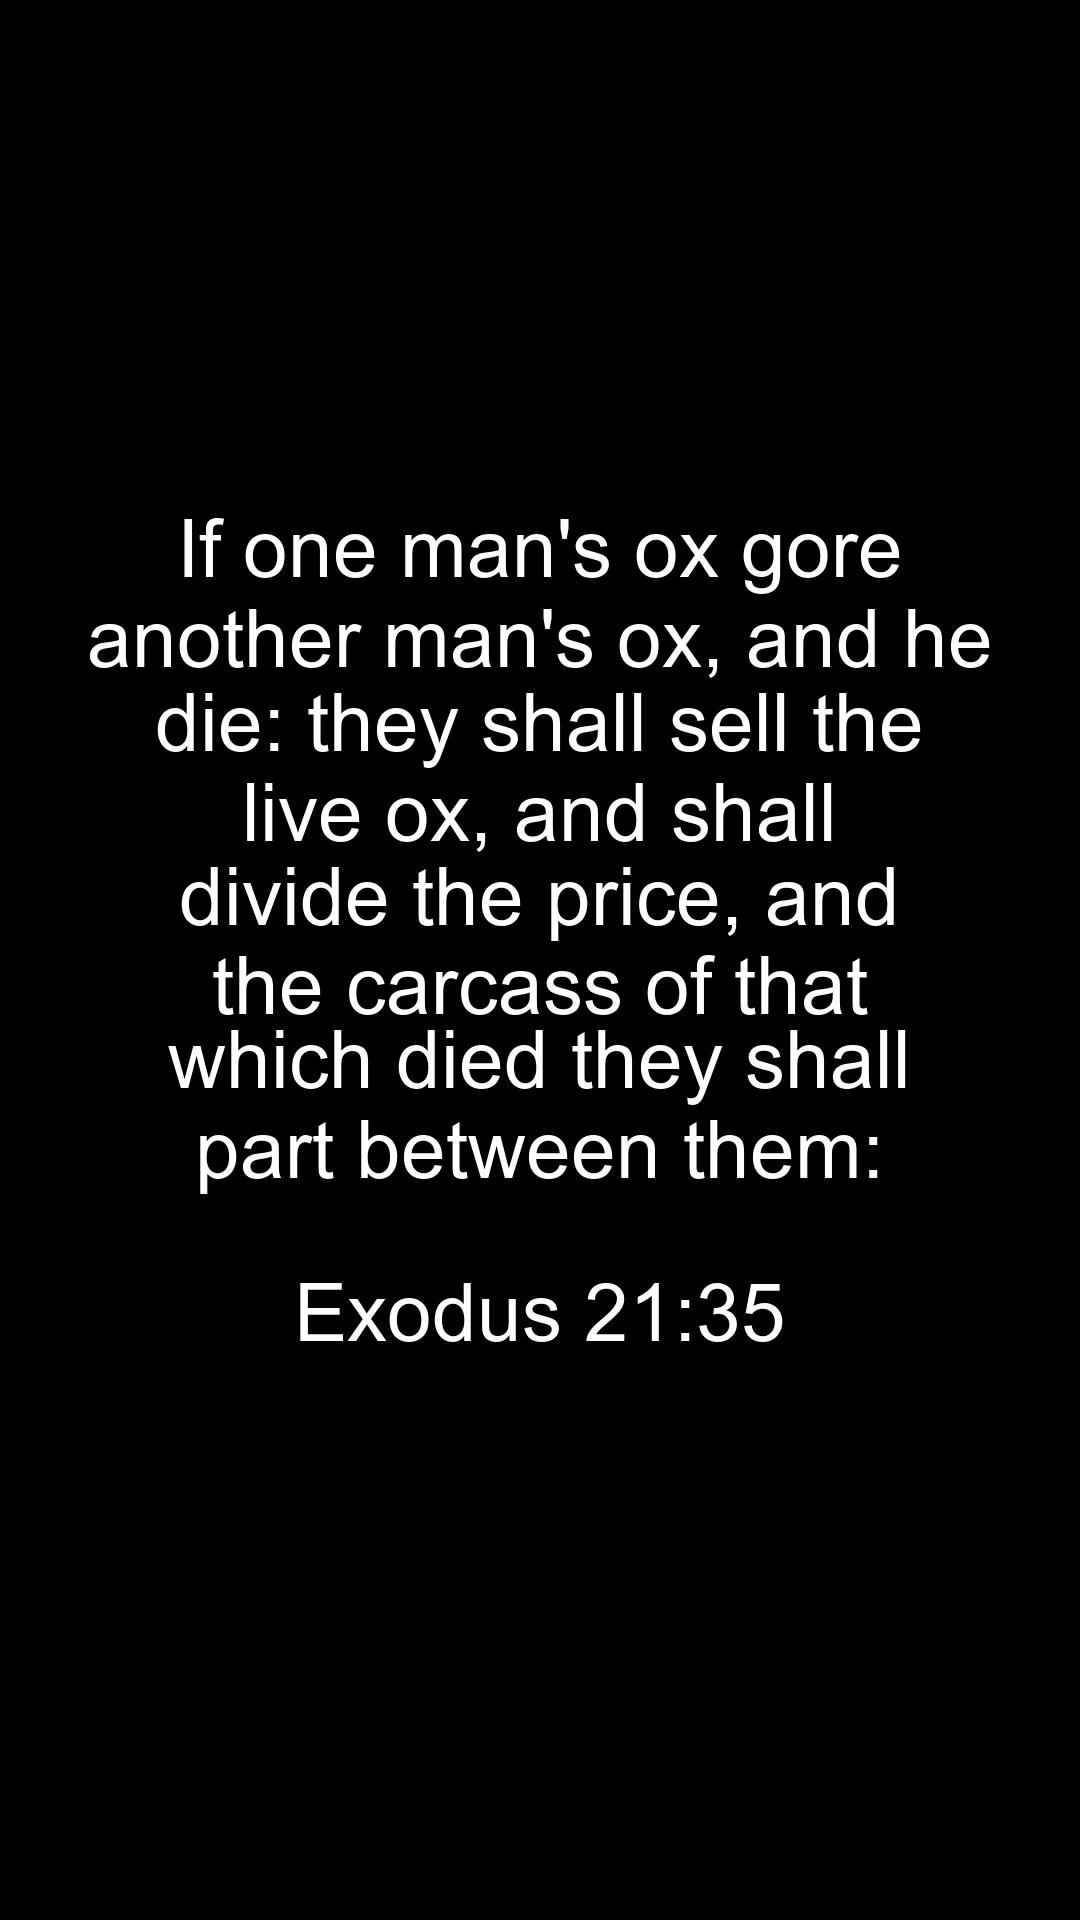 If one man's ox gore
another man's ox, and he
die: they shall sell the
live ox, and shall
divide the price, and
the carcass of that
which died they shall
part between them:
Exodus 21:35